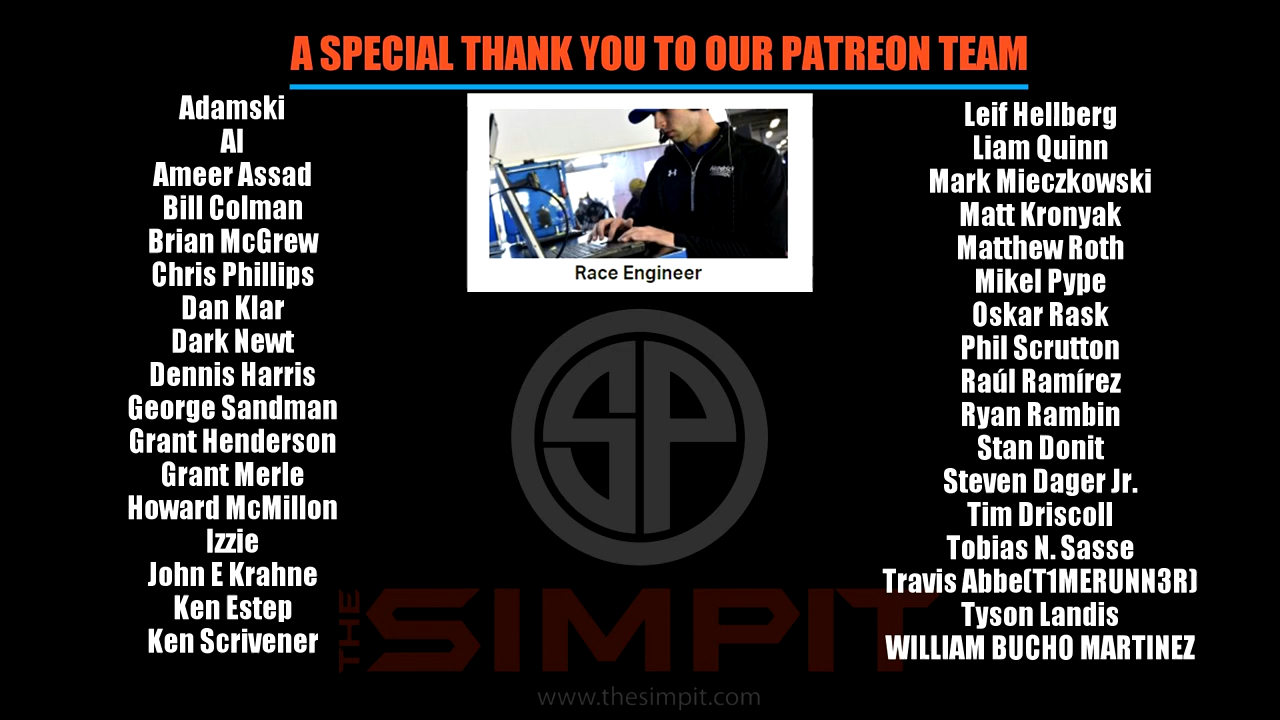 A SPECIAL THANK YOU TO OUR PATREON TEAM
Adamski
Al
Ameer Assad
Bill Colman
Brian McGrew
Chris Phillips
Dan Klar
Dark Newt
Dennis Harris
George Sandman
Grant Henderson
Grant Merle
Howard McMillon
Izzie
John E Krahne
Ken Estep
Ken Scrivener
Race Engineer
SP
THE SIMPIT
www.thesimpit.com
Leif Hellberg
Liam Quinn
Mark Mieczkowski
Matt Kronyak
Matthew Roth
Mikel Pype
Oskar Rask
Phil Scrutton
Raúl Ramírez
Ryan Rambin
Stan Donit
Steven Dager Jr.
Tim Driscoll
Tobias N. Sasse
Travis Abbe(T1MERUNN3R)
Tyson Landis
WILLIAM BUCHO MARTINEZ